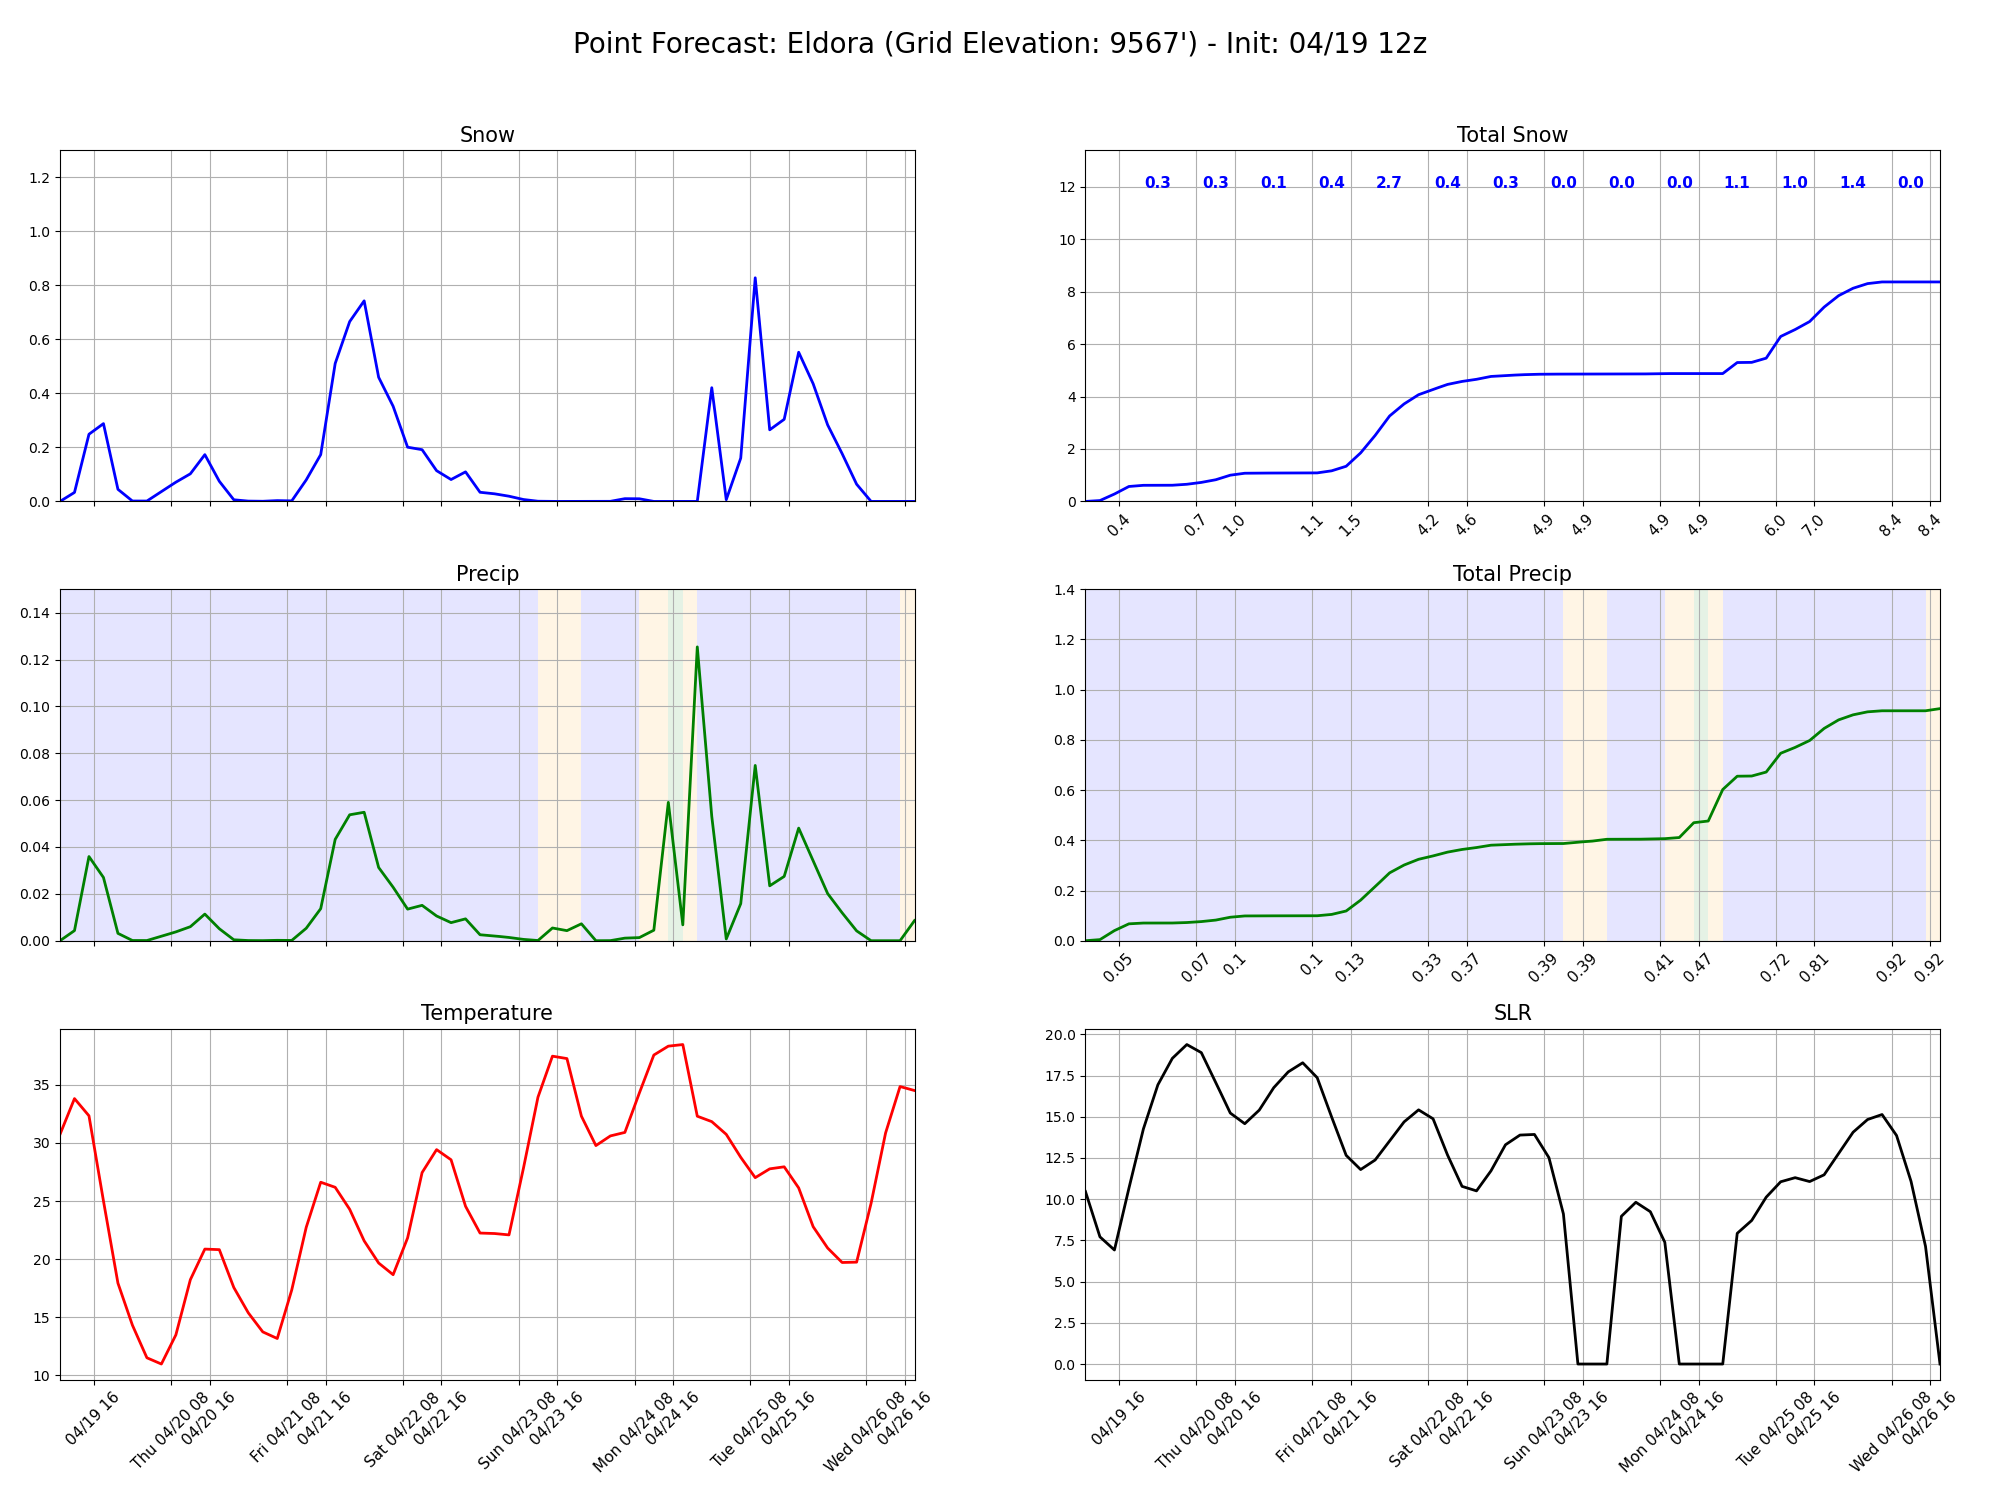 Point Forecast: Eldora (Grid Elevation: 9567') - Init: 04/19 12z
Snow
1.2
1.0
0.8
0.6
0.4
0.2
0.0
Total Snow
12
10
8
6
4
2
0
0.3 0.3 0.1 0.4 2.7 0.4 0.3 0.0 0.0 0.0 1.1 1.0 1.4 0.0
0.4 0.7 1.0 1.1 1.5 4.2 4.6 4.9 4.9 4.9 4.9 6.0 7.0 8.4 8.4
Precip
0.14
0.12
0.10
0.08
0.06
0.04
0.02
0.00
Total Precip
1.4
1.2
1.0
0.8
0.6
0.4
0.2
0.0
0.05 0.07 0.1 0.1 0.13 0.33 0.37 0.39 0.39 0.41 0.47 0.72 0.81 0.92 0.92
Temperature
35
30
25
20
15
10
04/19 16
Thu 04/20 08
04/20 16
Fri 04/21 08
04/21 16
Sat 04/22 08
04/22 16
Sun 04/23 08
04/23 16
Mon 04/24 08
04/24 16
Tue 04/25 08
04/25 16
Wed 04/26 08
04/26 16
SLR
20.0
17.5
15.0
12.5
10.0
7.5
5.0
2.5
0.0
04/19 16
Thu 04/20 08
04/20 16
Fri 04/21 08
04/21 16
Sat 04/22 08
04/22 16
Sun 04/23 08
04/23 16
Mon 04/24 08
04/24 16
Tue 04/25 08
04/25 16
Wed 04/26 08
04/26 16